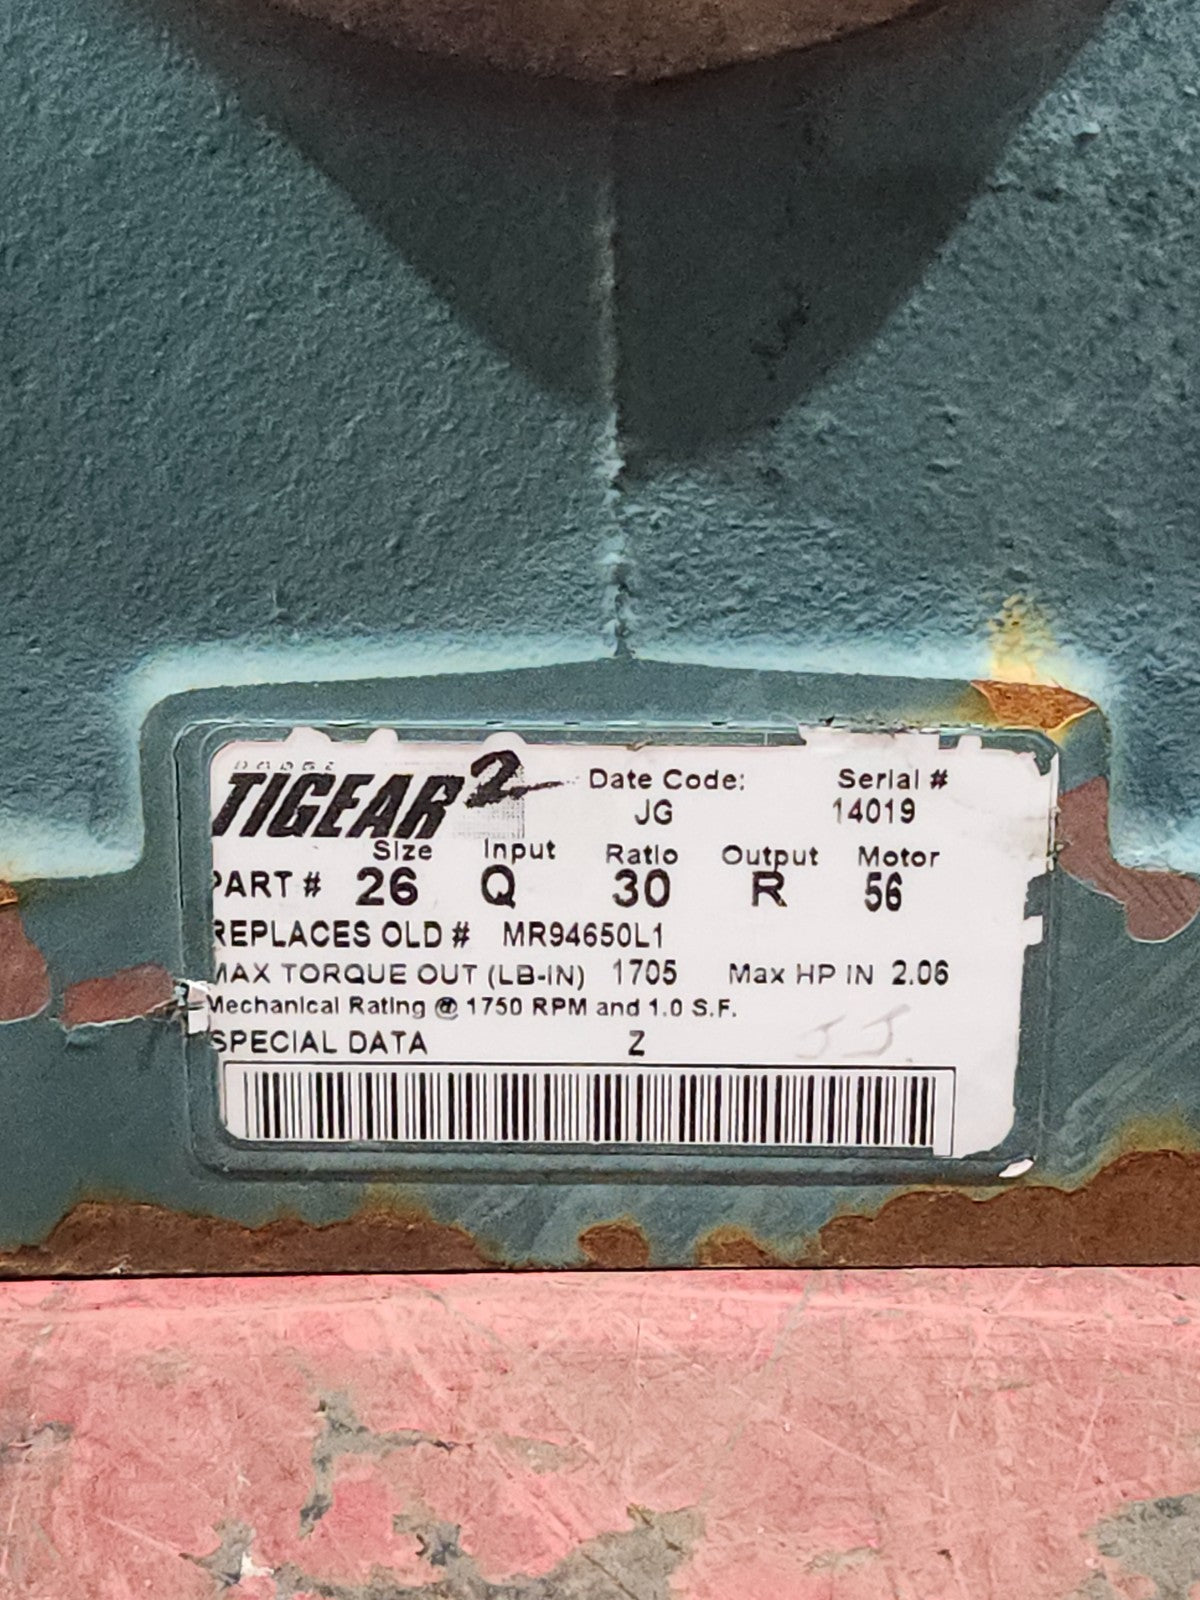 DODGE
TIGEAR2 Date Code: Serial #
JG 14019
Size Input Ratio Output Motor
PART # 26 Q 30 R 56
REPLACES OLD # MR94650L1
MAX TORQUE OUT (LB-IN) 1705 Max HP IN 2.06
Mechanical Rating @ 1750 RPM and 1.0 S.F.
SPECIAL DATA Z JJ